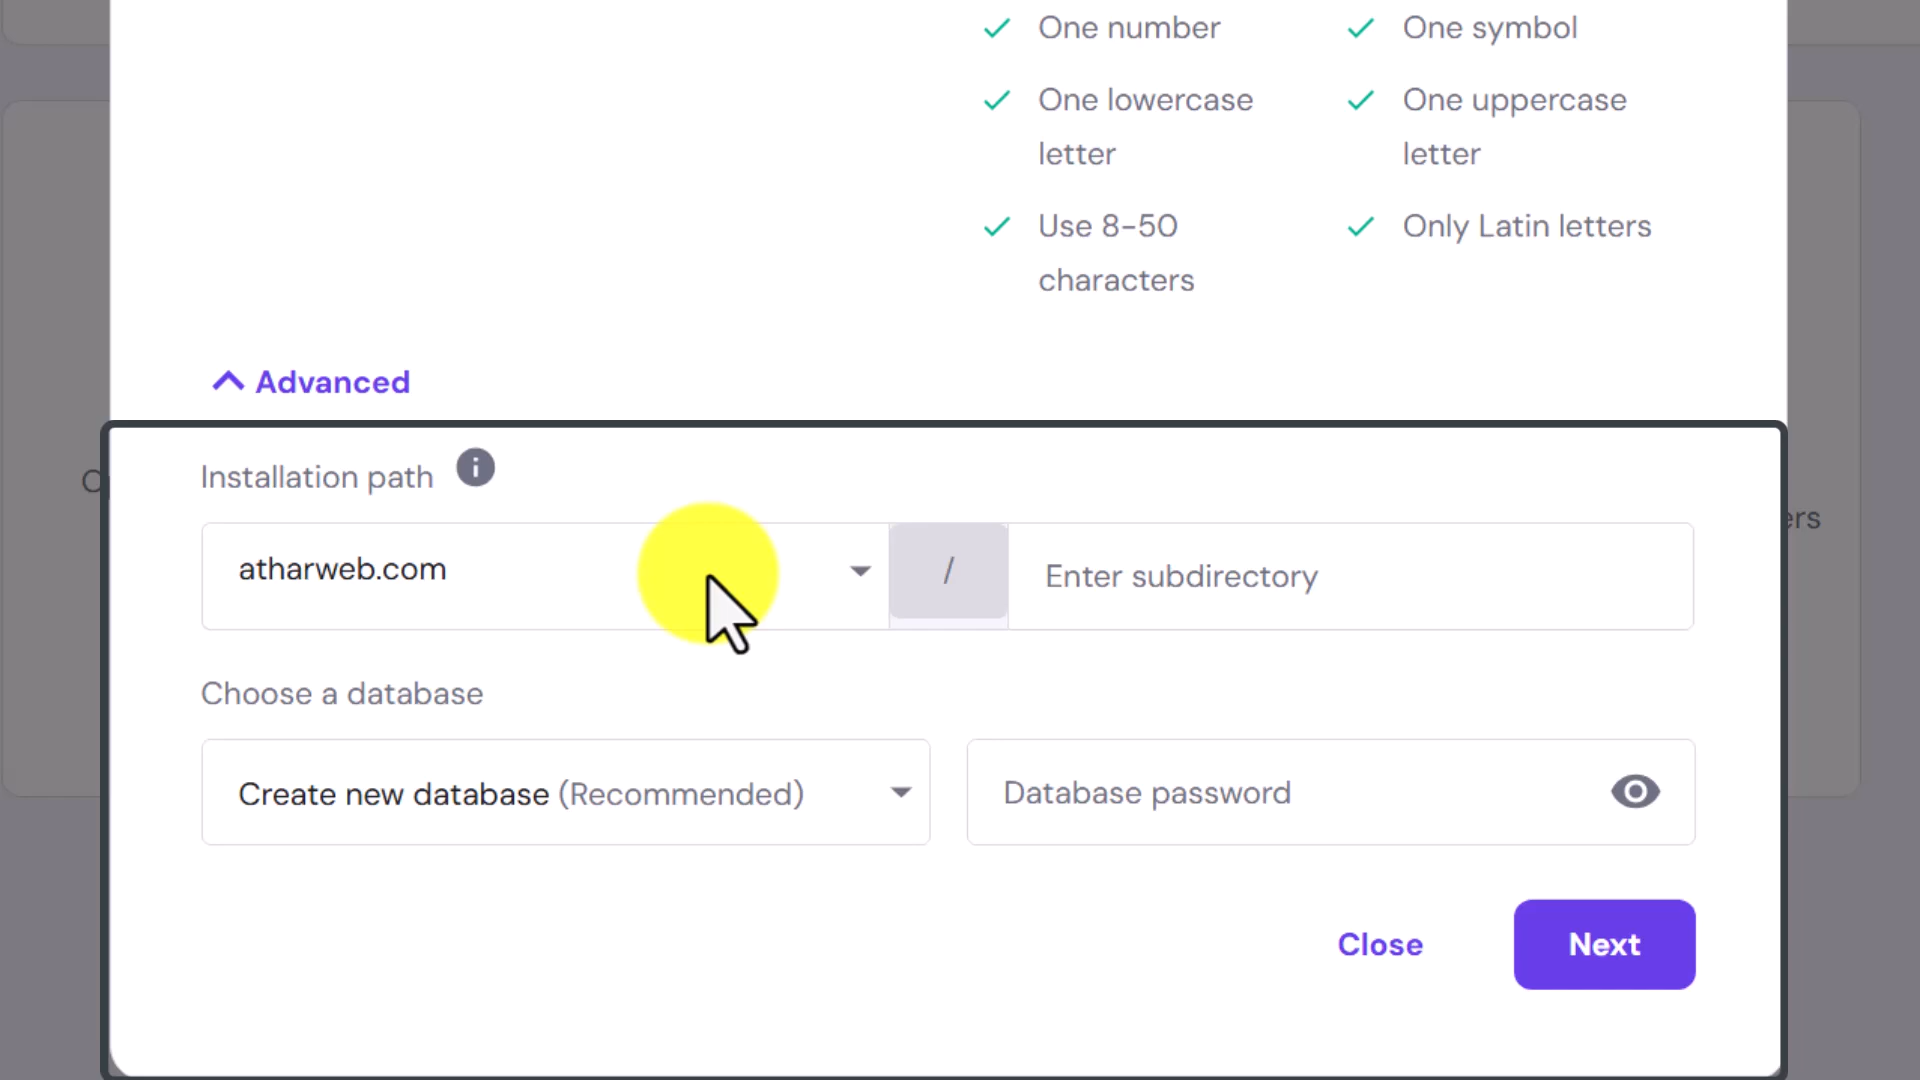 One number
One symbol
One lowercase
letter
One uppercase
letter
Use 8-50
characters
Only Latin letters
Advanced
Installation path
atharweb.com
/
Enter subdirectory
Choose a database
Create new database (Recommended)
Database password
Close
Next